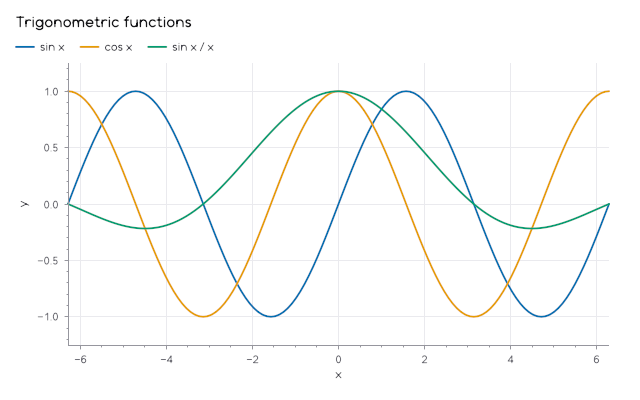 Trigonometric functions
sin x cos x sin x / x
1.0
0.5
0.0
−0.5
−1.0
y
−6 −4 −2 0 2 4 6
x